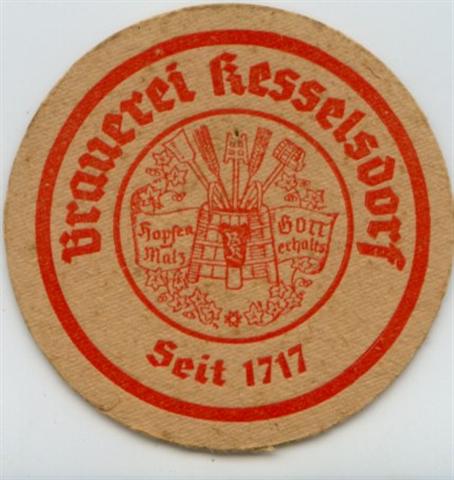 Brauerei Kesselsdorf
Hopfen Gott
Malz erhalts
Seit 1717